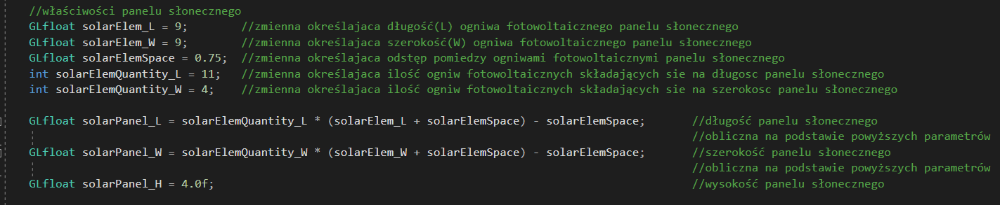 //właściwości panelu słonecznego
GLfloat solarElem_L = 9; //zmienna określajaca długość(L) ogniwa fotowoltaicznego panelu słonecznego
GLfloat solarElem_W = 9; //zmienna określajaca szerokość(W) ogniwa fotowoltaicznego panelu słonecznego
GLfloat solarElemSpace = 0.75; //zmienna określajaca odstęp pomiedzy ogniwami fotowoltaicznymi panelu słonecznego
int solarElemQuantity_L = 11; //zmienna określajaca ilość ogniw fotowoltaicznych składających sie na długosc panelu słonecznego
int solarElemQuantity_W = 4; //zmienna określajaca ilość ogniw fotowoltaicznych składających sie na szerokosc panelu słonecznego
GLfloat solarPanel_L = solarElemQuantity_L * (solarElem_L + solarElemSpace) - solarElemSpace; //długość panelu słonecznego
//obliczna na podstawie powyższych parametrów
GLfloat solarPanel_W = solarElemQuantity_W * (solarElem_W + solarElemSpace) - solarElemSpace; //szerokość panelu słonecznego
//obliczna na podstawie powyższych parametrów
GLfloat solarPanel_H = 4.0f; //wysokość panelu słonecznego